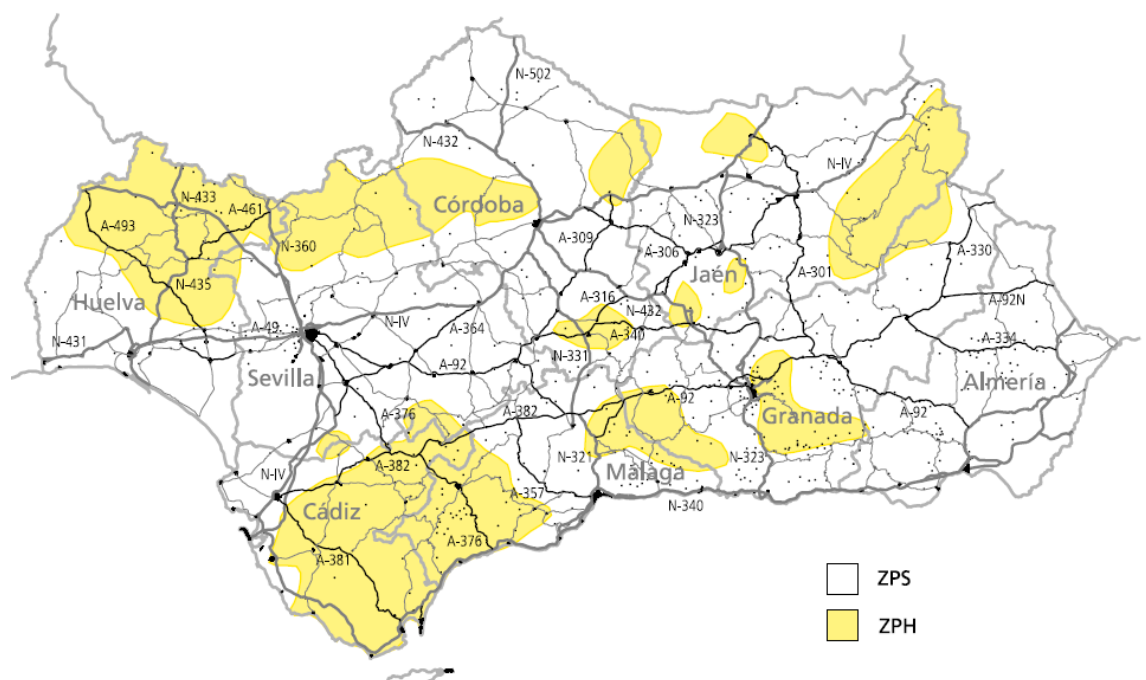 N-502
N-432
N-IV
N-433
A-461
A-493
Córdoba
N-360
N-323
A-309
A-306
A-330
Jaén
A-301
N-435
Huelva
A-316
A-92N
N-432
N-IV
A-49
A-364
A-340
N-431
A-334
N-331
A-92
Sevilla
Almería
A-92
A-376
A-382
Granada
A-92
A-382
N-321
N-323
Málaga
N-IV
A-357
N-340
Cádiz
A-376
A-381
ZPS
ZPH